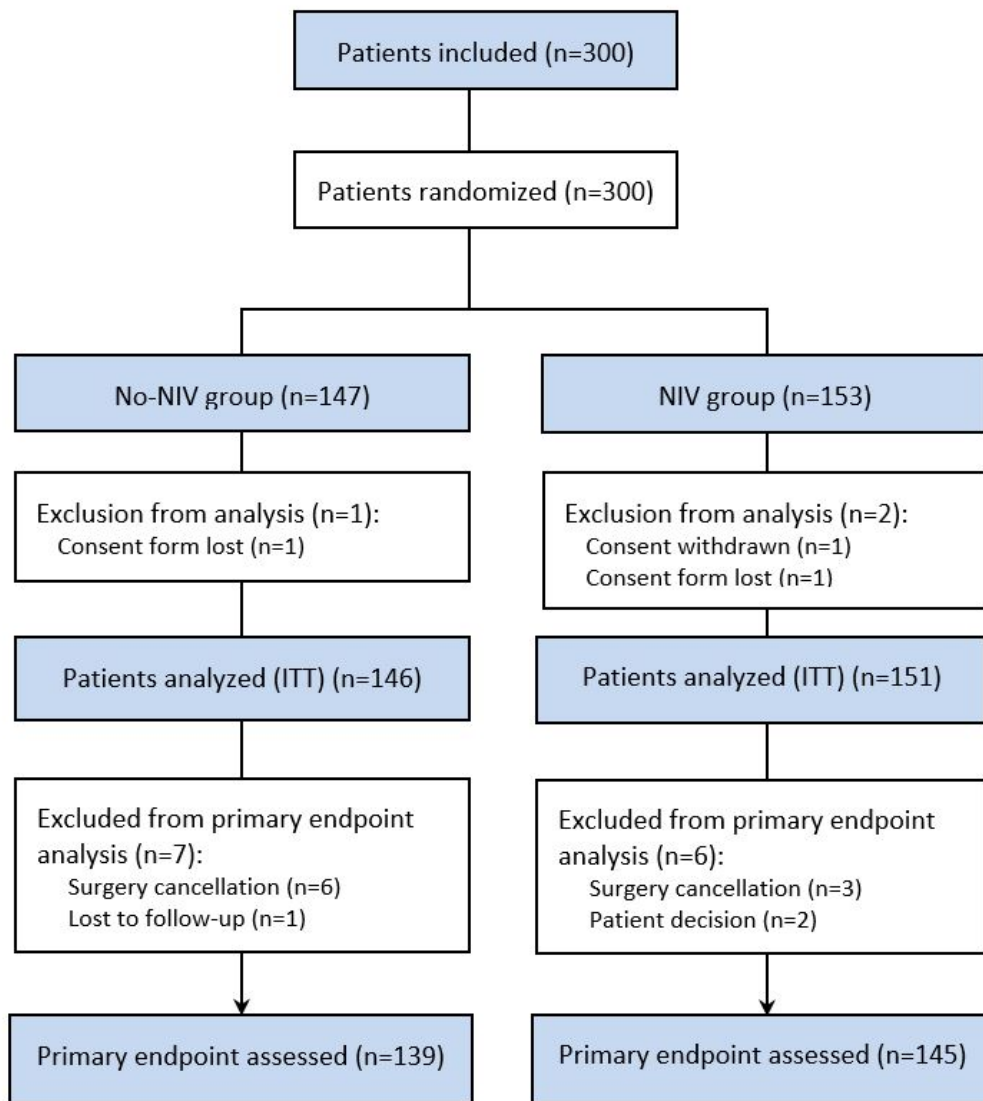 Patients included (n=300)
Patients randomized (n=300)
No-NIV group (n=147)
NIV group (n=153)
Exclusion from analysis (n=1):
Consent form lost (n=1)
Exclusion from analysis (n=2):
Consent withdrawn (n=1)
Consent form lost (n=1)
Patients analyzed (ITT) (n=146)
Patients analyzed (ITT) (n=151)
Excluded from primary endpoint
analysis (n=7):
Surgery cancellation (n=6)
Lost to follow-up (n=1)
Excluded from primary endpoint
analysis (n=6):
Surgery cancellation (n=3)
Patient decision (n=2)
Primary endpoint assessed (n=139)
Primary endpoint assessed (n=145)